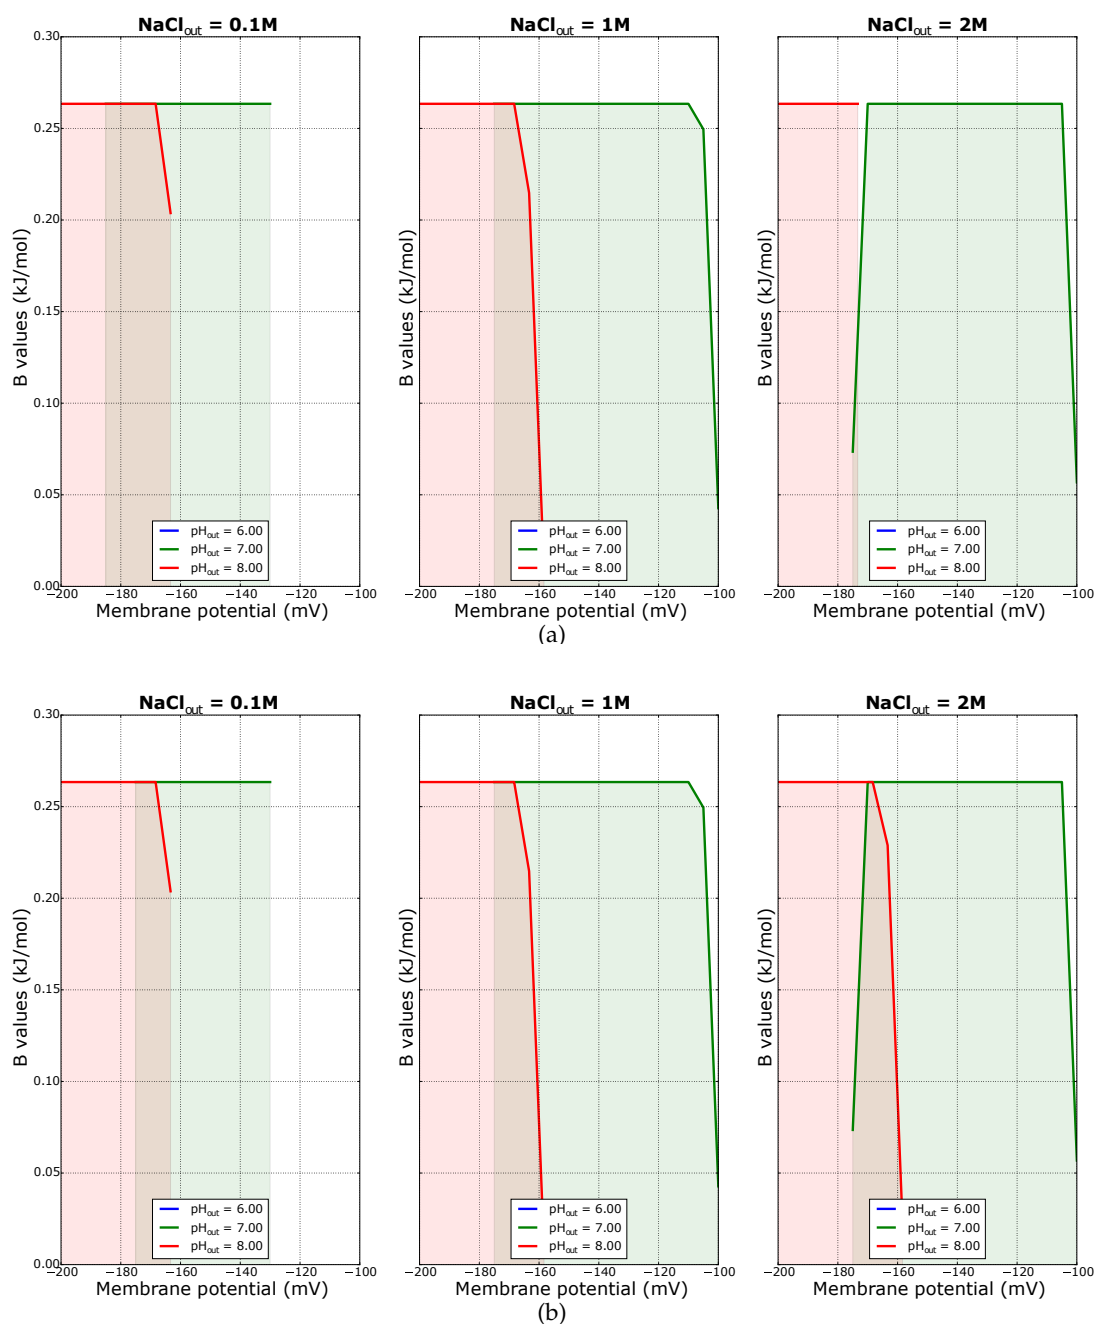 NaCl_out = 0.1M
NaCl_out = 1M
NaCl_out = 2M
0.30
0.25
0.20
0.15
0.10
0.05
0.00
B values (kJ/mol)
B values (kJ/mol)
B values (kJ/mol)
pH_out = 6.00
pH_out = 7.00
pH_out = 8.00
pH_out = 6.00
pH_out = 7.00
pH_out = 8.00
pH_out = 6.00
pH_out = 7.00
pH_out = 8.00
−200 −180 −160 −140 −120 −100
−200 −180 −160 −140 −120 −100
−200 −180 −160 −140 −120 −100
Membrane potential (mV)
Membrane potential (mV)
Membrane potential (mV)
(a)
NaCl_out = 0.1M
NaCl_out = 1M
NaCl_out = 2M
0.30
0.25
0.20
0.15
0.10
0.05
0.00
B values (kJ/mol)
B values (kJ/mol)
B values (kJ/mol)
pH_out = 6.00
pH_out = 7.00
pH_out = 8.00
pH_out = 6.00
pH_out = 7.00
pH_out = 8.00
pH_out = 6.00
pH_out = 7.00
pH_out = 8.00
−200 −180 −160 −140 −120 −100
−200 −180 −160 −140 −120 −100
−200 −180 −160 −140 −120 −100
Membrane potential (mV)
Membrane potential (mV)
Membrane potential (mV)
(b)